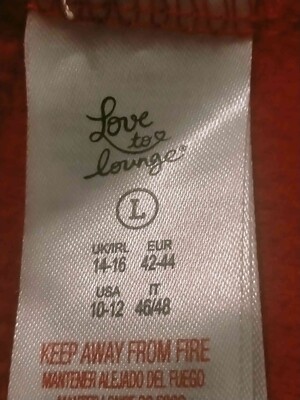 Love
to
lounge®
L
UK/IRL EUR
14-16 42-44
USA IT
10-12 46/48
KEEP AWAY FROM FIRE
MANTENER ALEJADO DEL FUEGO